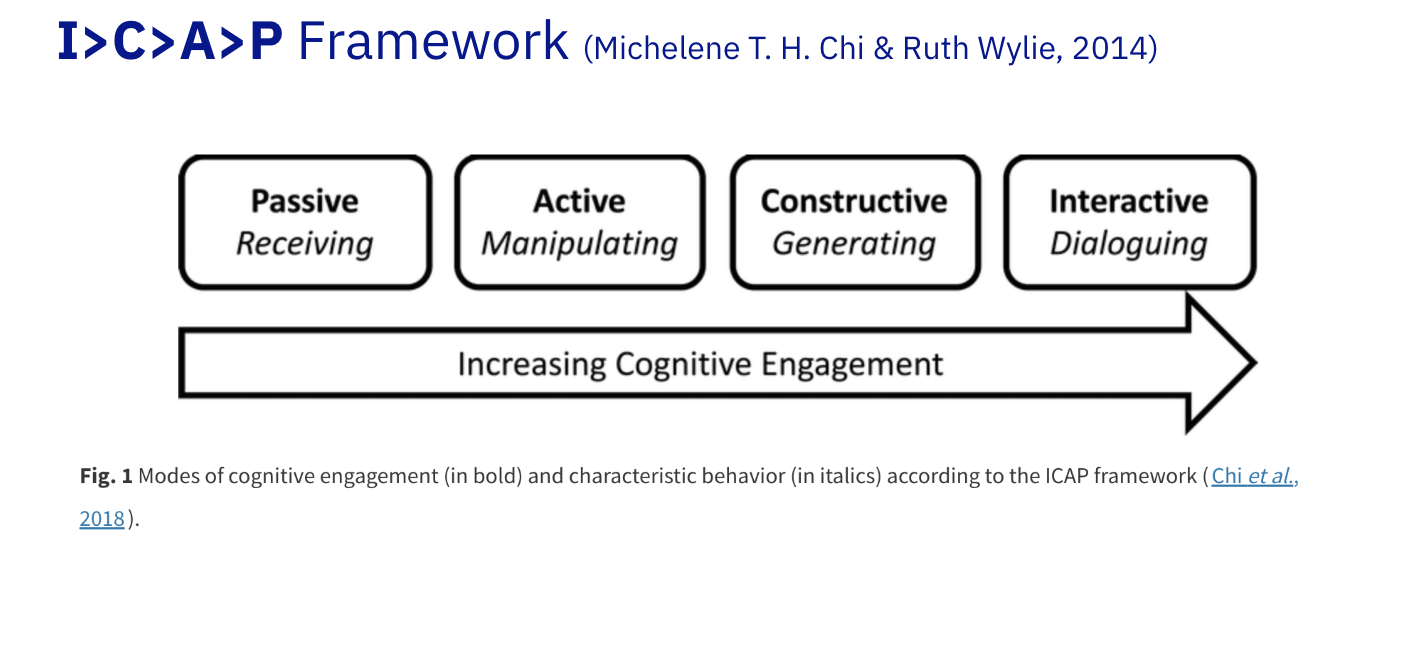 I>C>A>P Framework (Michelene T. H. Chi & Ruth Wylie, 2014)
Passive
Receiving
Active
Manipulating
Constructive
Generating
Interactive
Dialoguing
Increasing Cognitive Engagement
Fig. 1 Modes of cognitive engagement (in bold) and characteristic behavior (in italics) according to the ICAP framework (Chi et al.,
2018).